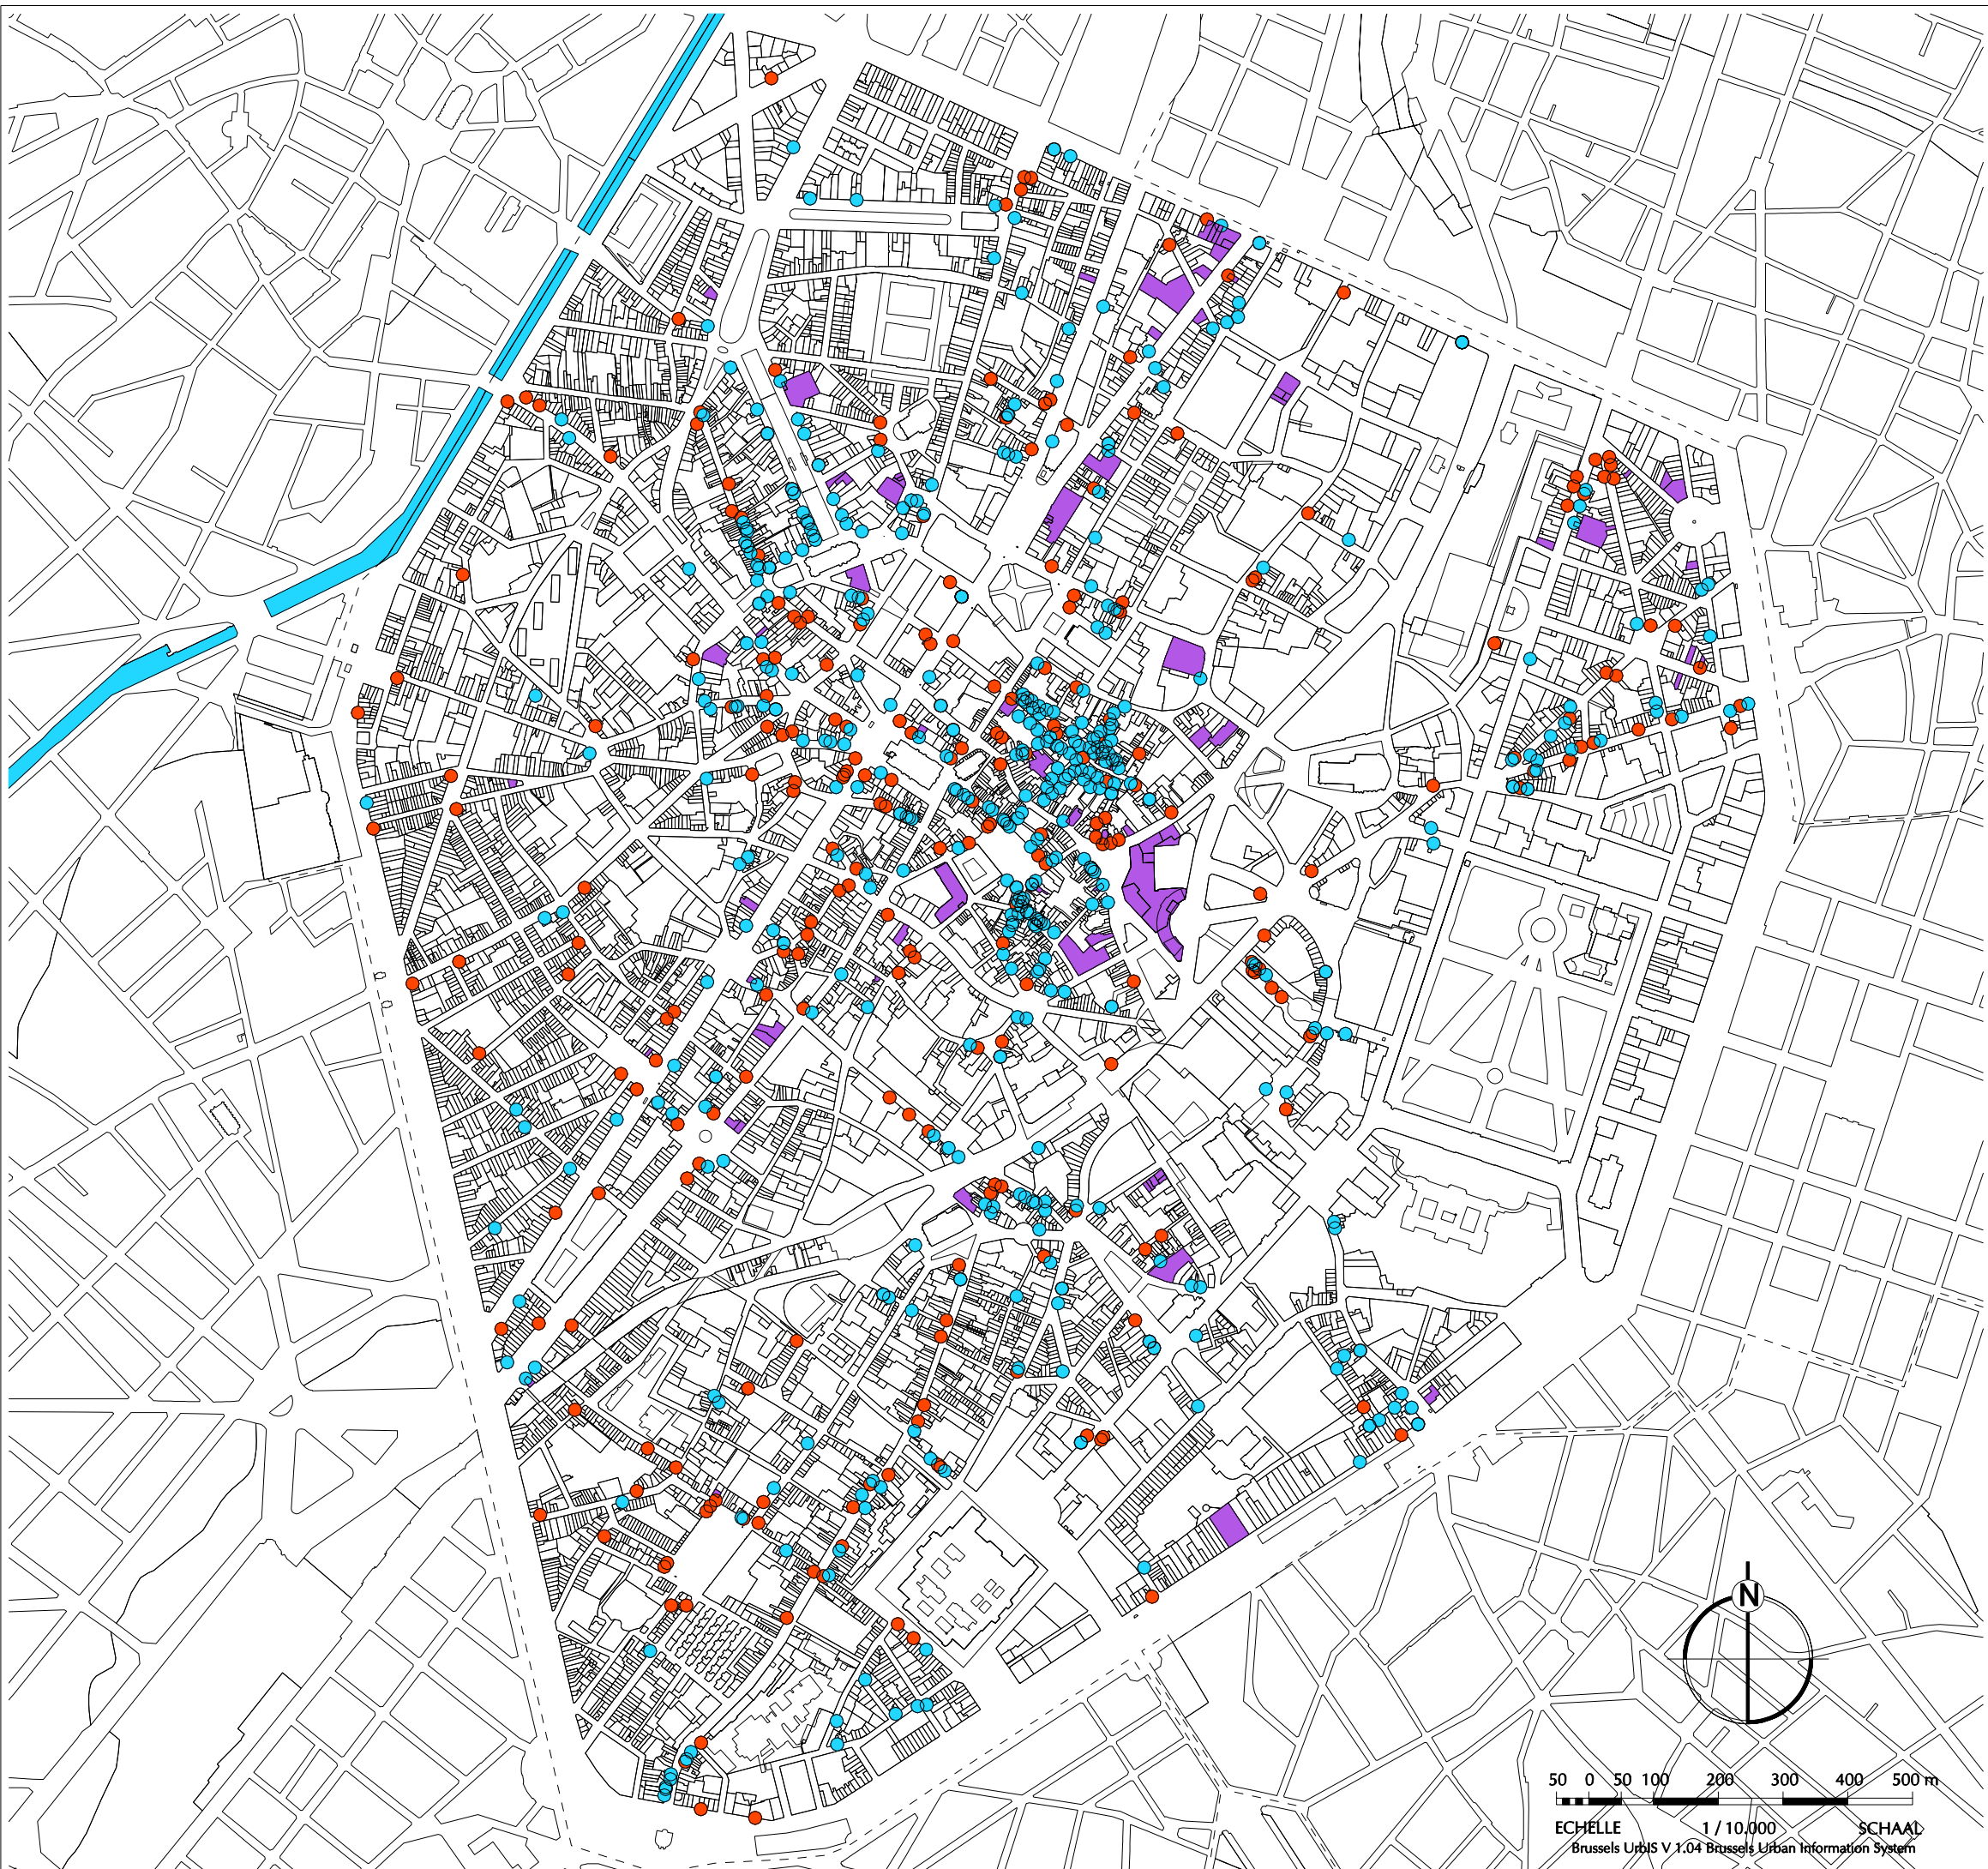 N
50 0 50 100 200 300 400 500 m
ECHELLE 1 / 10.000 SCHAAL
Brussels UrbIS V 1.04 Brussels Urban Information System